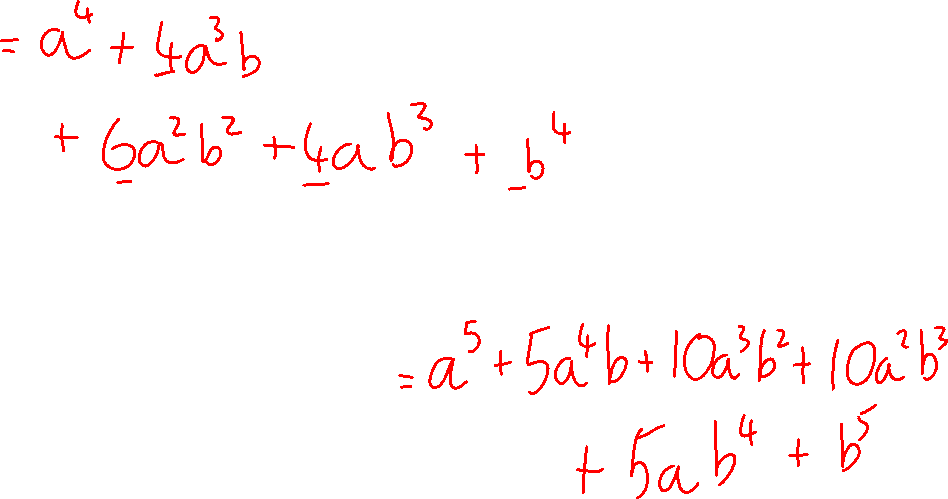 = a⁴ + 4a³b
+ 6a²b² + 4ab³ + b⁴
= a⁵ + 5a⁴b + 10a³b² + 10a²b³
+ 5ab⁴ + b⁵